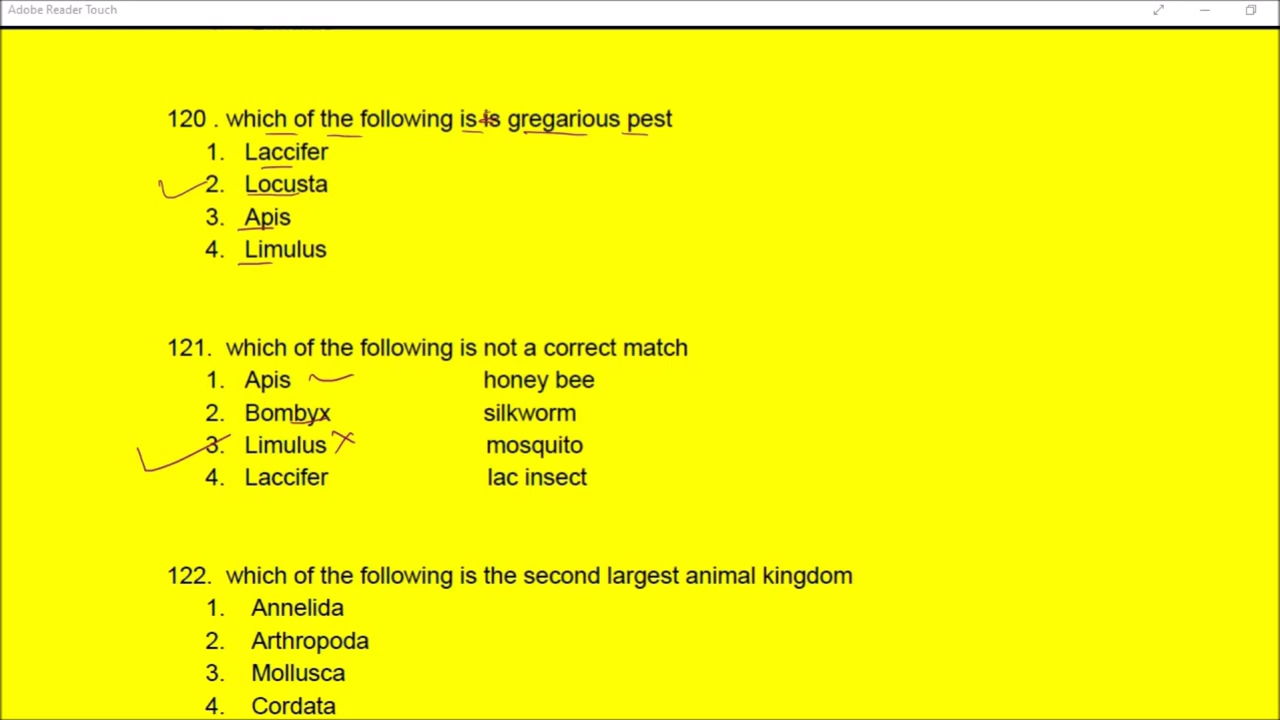 Adobe Reader Touch
120 . which of the following is is gregarious pest
1. Laccifer
2. Locusta
3. Apis
4. Limulus
121. which of the following is not a correct match
1. Apis honey bee
2. Bombyx silkworm
3. Limulus mosquito
4. Laccifer lac insect
122. which of the following is the second largest animal kingdom
1. Annelida
2. Arthropoda
3. Mollusca
4. Cordata